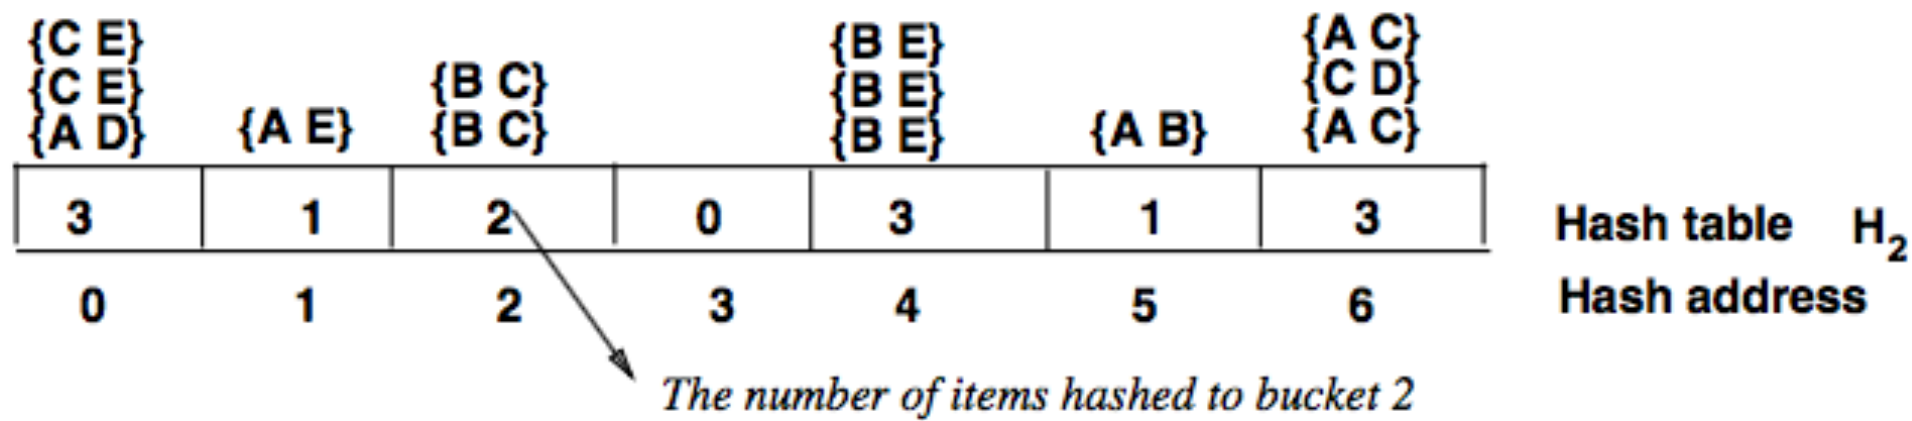 {C E}
{C E}
{A D}
{A E}
{B C}
{B C}
{B E}
{B E}
{B E}
{A B}
{A C}
{C D}
{A C}
3 1 2 0 3 1 3 Hash table H2
0 1 2 3 4 5 6 Hash address
The number of items hashed to bucket 2